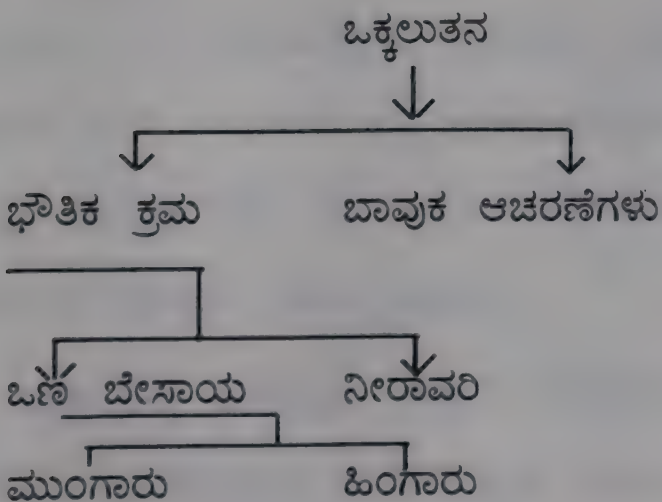 ಒಕ್ಕಲುತನ
ಭೌತಿಕ ಕ್ರಮ ಬಾವುಕ ಆಚರಣೆಗಳು
ಒಣ ಬೇಸಾಯ ನೀರಾವರಿ
ಮುಂಗಾರು ಹಿಂಗಾರು